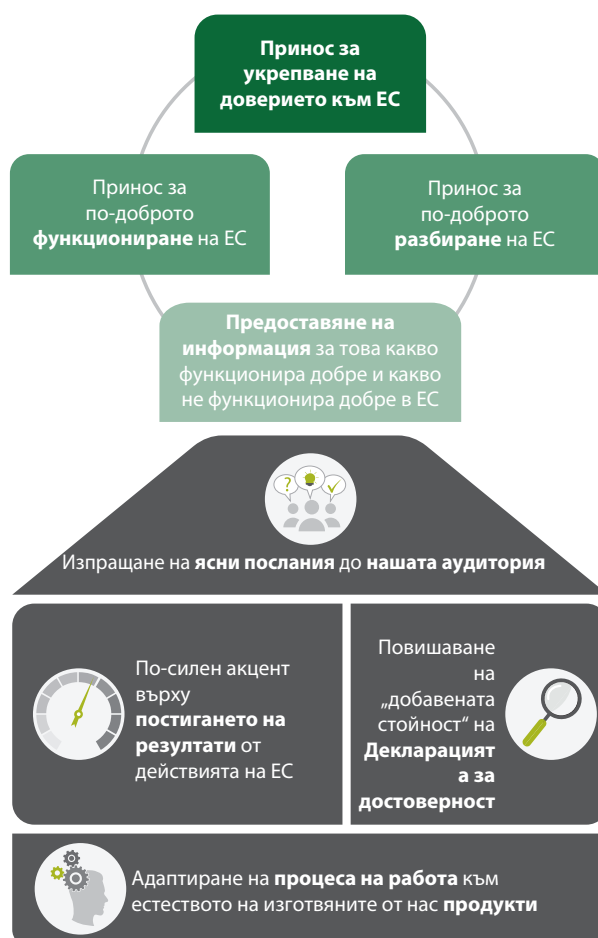 Принос за
укрепване на
доверието към ЕС
Принос за
по-доброто
функциониране на ЕС
Принос за
по-доброто
разбиране на ЕС
Предоставяне на
информация за това какво
функционира добре и какво
не функционира добре в ЕС
?
Изпращане на ясни послания до нашата аудитория
По-силен акцент
върху
постигането на
резултати от
действията на ЕС
Повишаване
на
„добавената
стойност“ на
Декларацият
а за
достоверност
Адаптиране на процеса на работа към
естеството на изготвяните от нас продукти